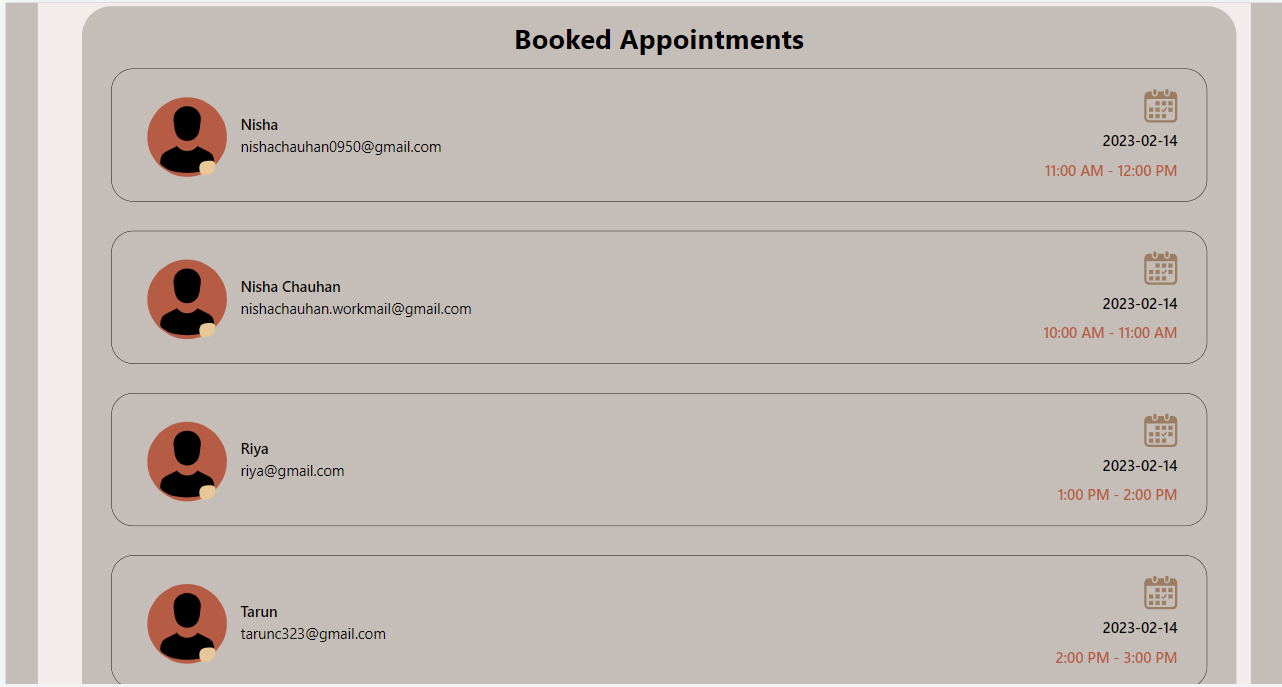 Booked Appointments
Nisha
nishachauhan0950@gmail.com
2023-02-14
11:00 AM - 12:00 PM
Nisha Chauhan
nishachauhan.workmail@gmail.com
2023-02-14
10:00 AM - 11:00 AM
Riya
riya@gmail.com
2023-02-14
1:00 PM - 2:00 PM
Tarun
tarunc323@gmail.com
2023-02-14
2:00 PM - 3:00 PM